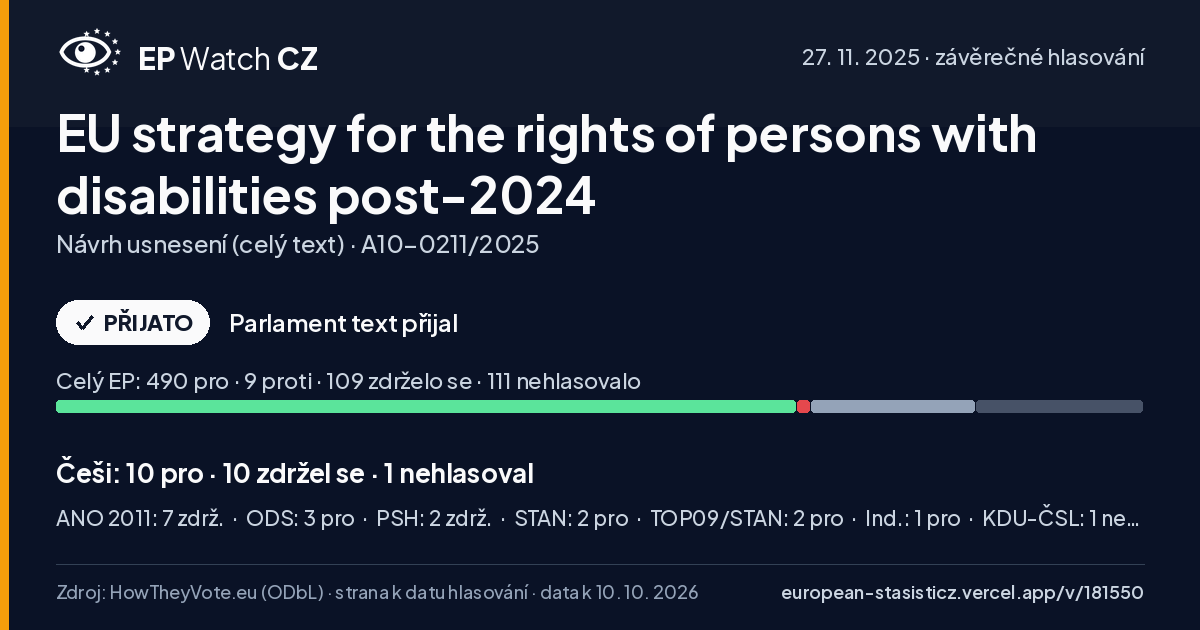 EP Watch CZ
27. 11. 2025 · závěrečné hlasování
EU strategy for the rights of persons with
disabilities post-2024
Návrh usnesení (celý text) · A10-0211/2025
✓ PŘIJATO Parlament text přijal
Celý EP: 490 pro · 9 proti · 109 zdrželo se · 111 nehlasovalo
Češi: 10 pro · 10 zdržel se · 1 nehlasoval
ANO 2011: 7 zdrž. · ODS: 3 pro · PSH: 2 zdrž. · STAN: 2 pro · TOP09/STAN: 2 pro · Ind.: 1 pro · KDU-ČSL: 1 ne…
Zdroj: HowTheyVote.eu (ODbL) · strana k datu hlasování · data k 10. 10. 2026
european-stasisticz.vercel.app/v/181550